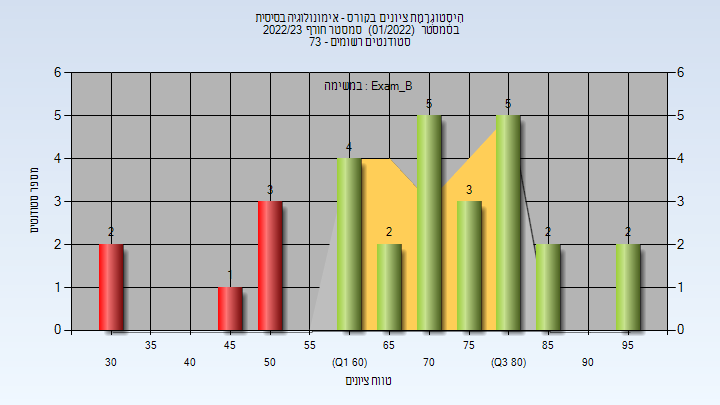 היסטוגרמת ציונים בקורס - אימונולוגיה בסיסית
בסמסטר (01/2022) סמסטר חורף 2022/23
סטודנטים רשומים - 73
במשימה : Exam_B
6 6
5 5
4 4
3 3
2 2
1 1
0 0
מספר סטודנטים
2 1 3 4 2 5 3 5 2 2
35 45 55 65 75 85 95
30 40 50 (Q1 60) 70 (Q3 80) 90
טווח ציונים